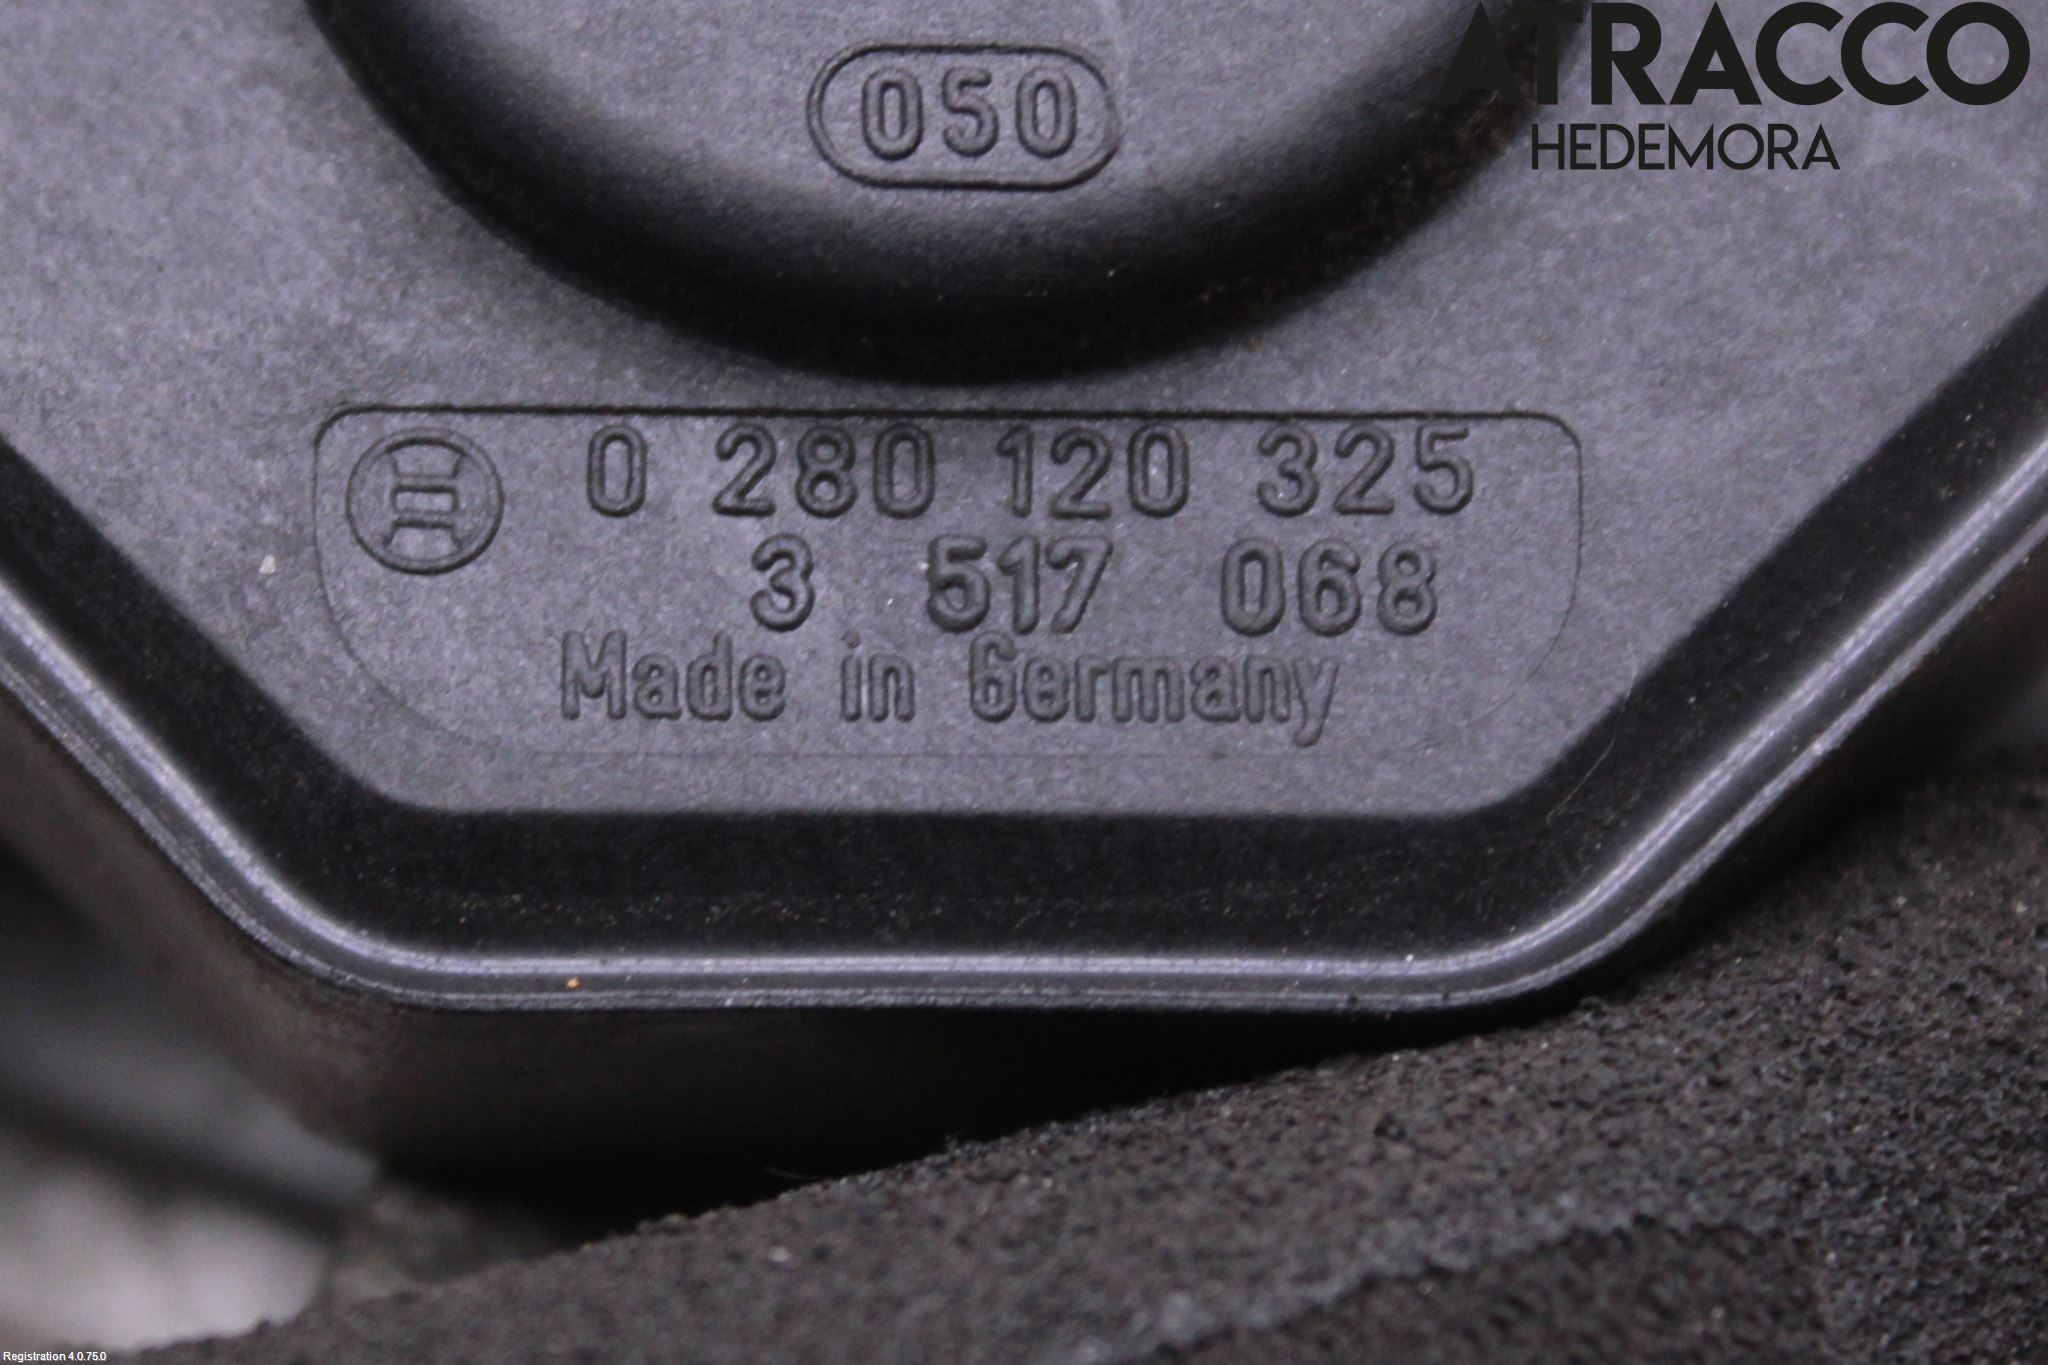 ATRACCO
HEDEMORA
050
0 280 120 325
3 517 068
Made in Germany
Registration 4.0.75.0